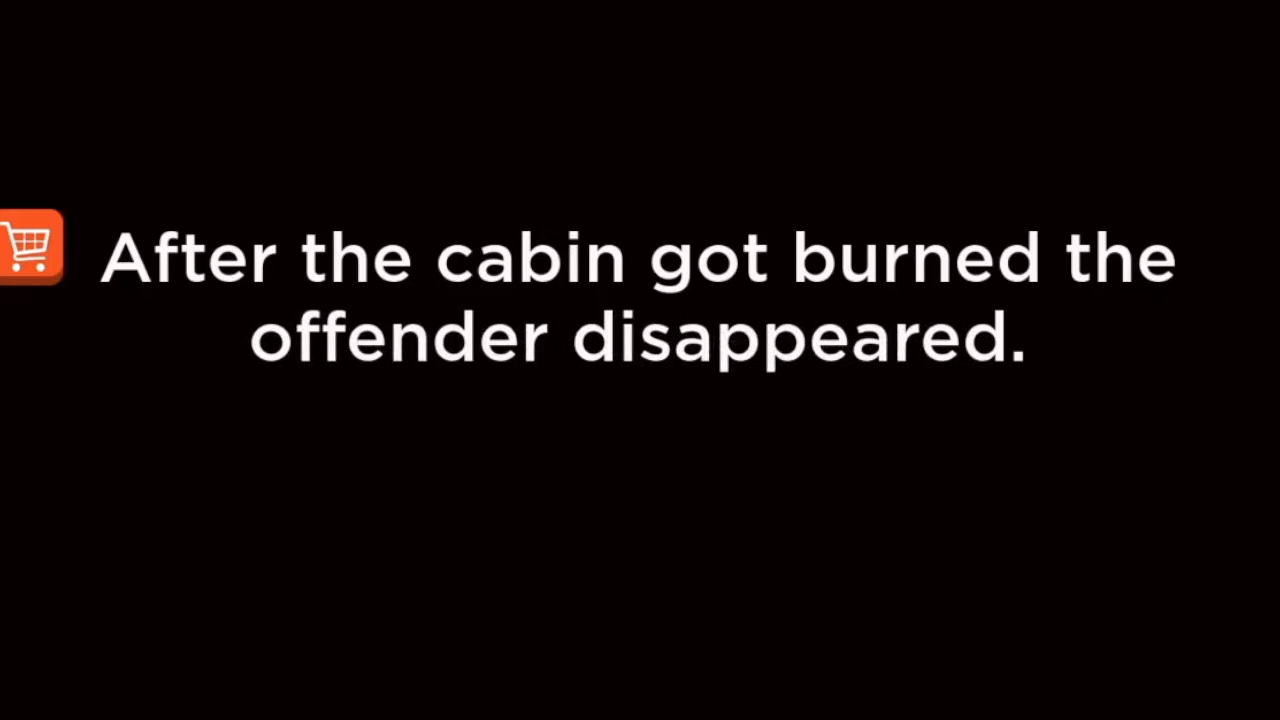 After the cabin got burned the
offender disappeared.